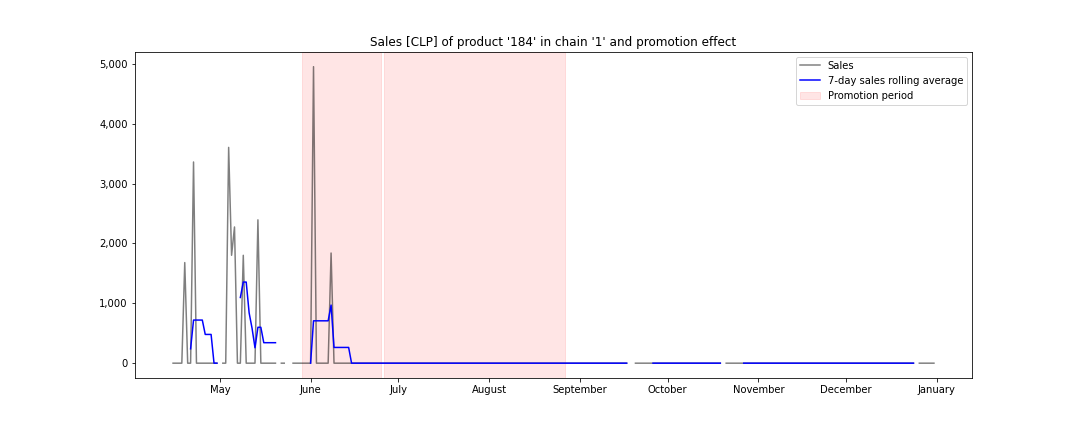 Sales [CLP] of product '184' in chain '1' and promotion effect
Sales
7-day sales rolling average
Promotion period
5,000
4,000
3,000
2,000
1,000
0
May
June
July
August
September
October
November
December
January